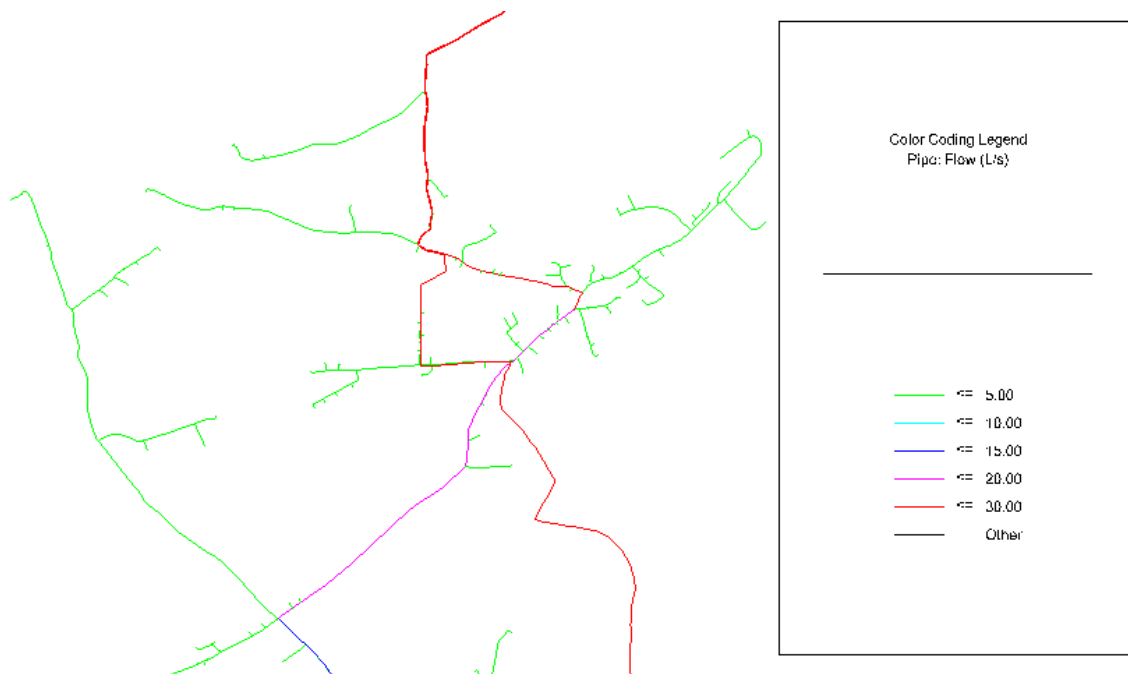 Color Coding Legend
Pipe: Flow (L/s)
<= 5.00
<= 10.00
<= 15.00
<= 20.00
<= 30.00
Other